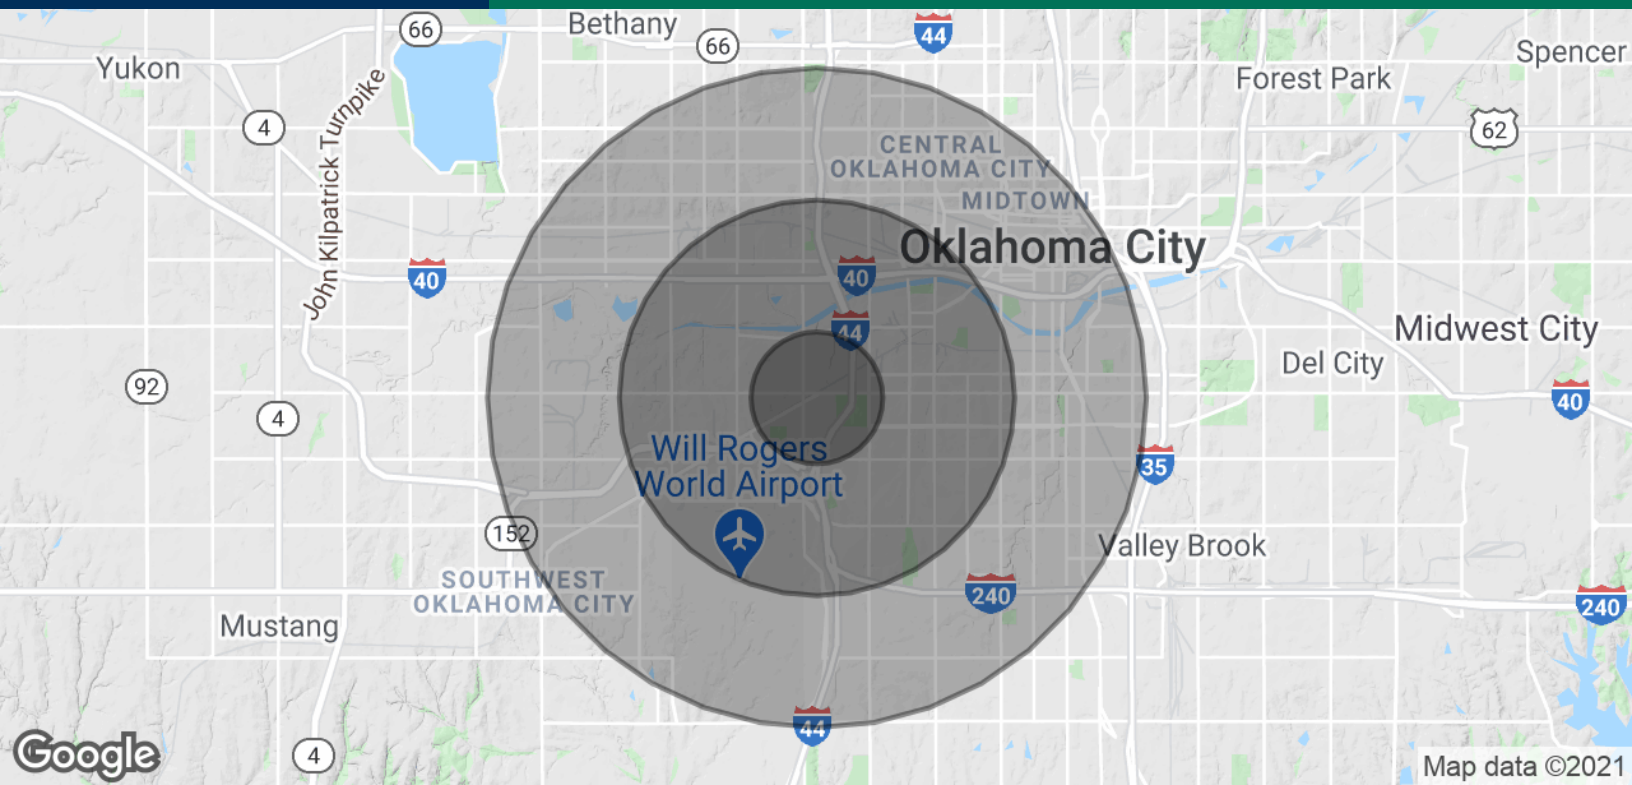 Bethany
66
66
44
Spencer
Yukon
Forest Park
4
62
John Kilpatrick Turnpike
CENTRAL
OKLAHOMA CITY
MIDTOWN
Oklahoma City
40
40
44
Midwest City
Del City
92
4
40
Will Rogers
World Airport
35
152
Valley Brook
SOUTHWEST
OKLAHOMA CITY
240
240
Mustang
44
4
Google
Map data ©2021